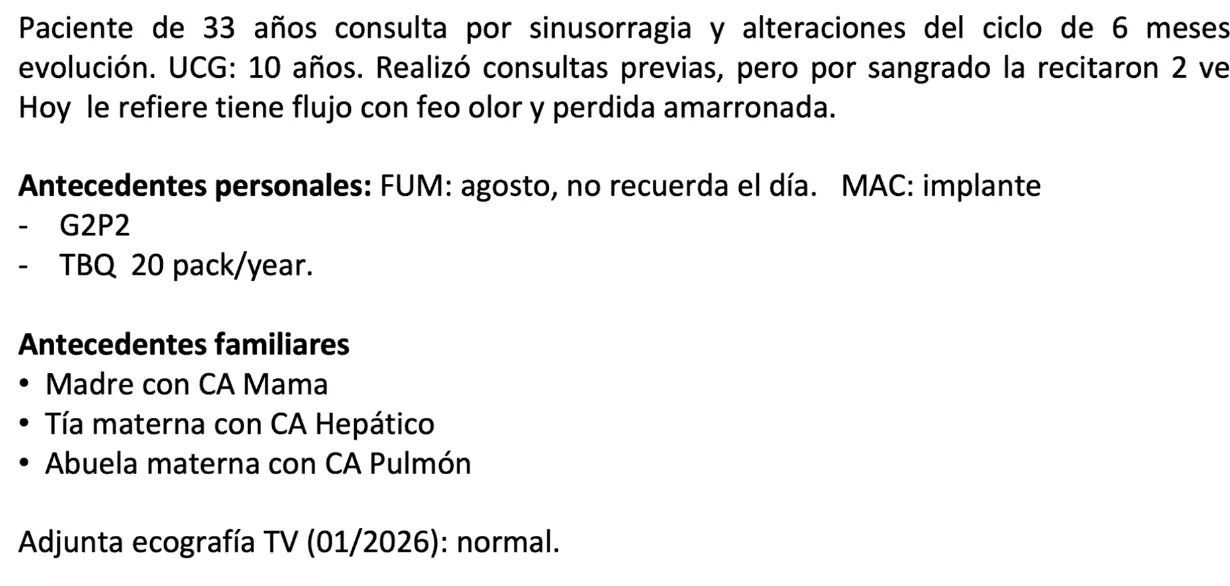 Paciente de 33 años consulta por sinusorragia y alteraciones del ciclo de 6 meses
evolución. UCG: 10 años. Realizó consultas previas, pero por sangrado la recitaron 2 ve
Hoy le refiere tiene flujo con feo olor y perdida amarronada.
Antecedentes personales: FUM: agosto, no recuerda el día. MAC: implante
- G2P2
- TBQ 20 pack/year.
Antecedentes familiares
• Madre con CA Mama
• Tía materna con CA Hepático
• Abuela materna con CA Pulmón
Adjunta ecografía TV (01/2026): normal.